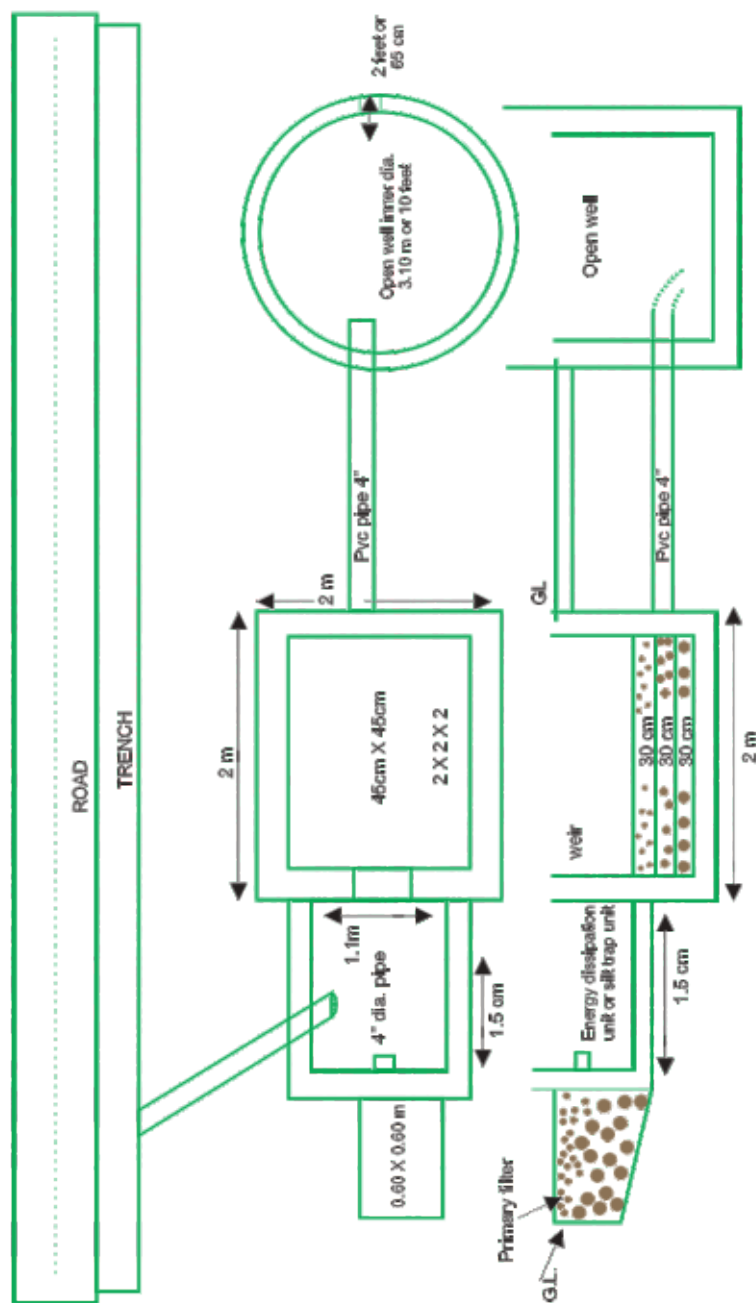 ROAD
TRENCH
2 feet or
65 cm
Open well inner dia.
3.10 m or 10 feet
Pvc pipe 4"
2 m
2 m
45cm X 45cm
2 X 2 X 2
1.1m
4" dia. pipe
1.5 cm
0.60 X 0.60 m
Open well
Pvc pipe 4"
GL
weir
30 cm
30 cm
30 cm
2 m
Energy dissipation
unit or silt trap unit
1.5 cm
Primary filter
G.L.